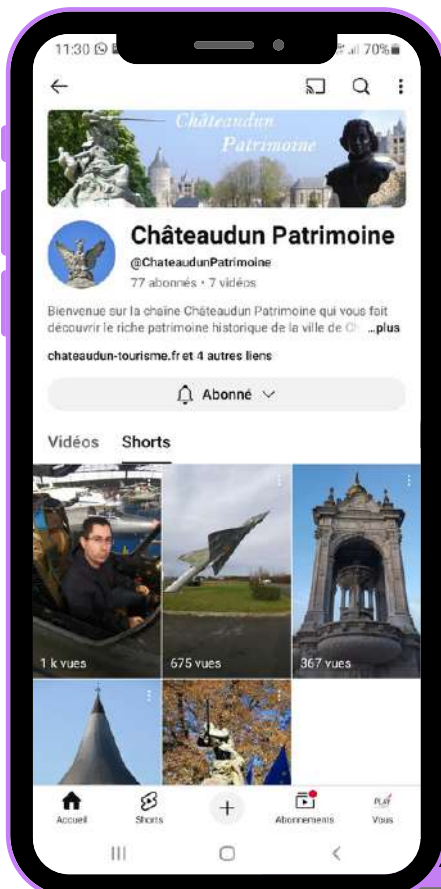 11:30
70%
Châteaudun
Patrimoine
Châteaudun Patrimoine
@ChateaudunPatrimoine
77 abonnés • 7 vidéos
Bienvenue sur la chaîne Châteaudun Patrimoine qui vous fait
découvrir le riche patrimoine historique de la ville de ...plus
chateaudun-tourisme.fr et 4 autres liens
Abonné
Vidéos Shorts
1 k vues 675 vues 367 vues
Accueil Shorts Abonnements Vous
PLAY